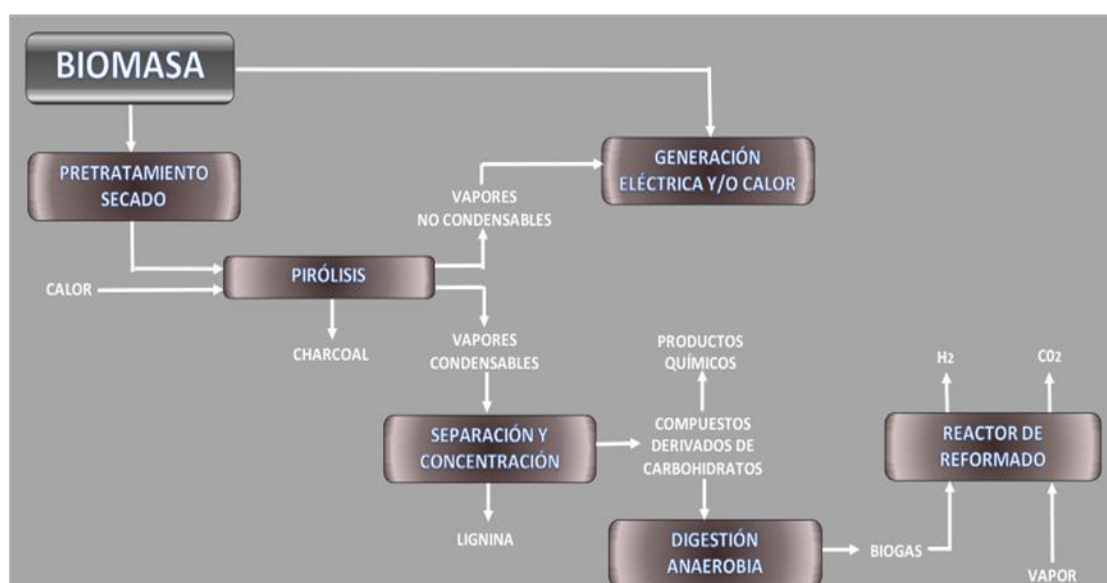 BIOMASA
PRETRATAMIENTO
SECADO
GENERACIÓN
ELÉCTRICA Y/O CALOR
VAPORES
NO CONDENSABLES
PIRÓLISIS
CALOR
CHARCOAL
VAPORES
CONDENSABLES
PRODUCTOS
QUÍMICOS
H2
C02
SEPARACIÓN Y
CONCENTRACIÓN
COMPUESTOS
DERIVADOS DE
CARBOHIDRATOS
REACTOR DE
REFORMADO
LIGNINA
DIGESTIÓN
ANAEROBIA
BIOGAS
VAPOR